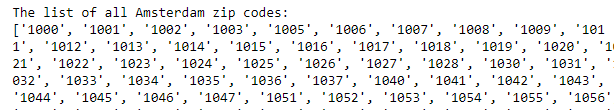 The list of all Amsterdam zip codes:
['1000', '1001', '1002', '1003', '1005', '1006', '1007', '1008', '1009', '101
1', '1012', '1013', '1014', '1015', '1016', '1017', '1018', '1019', '1020', '1
21', '1022', '1023', '1024', '1025', '1026', '1027', '1028', '1030', '1031', '
032', '1033', '1034', '1035', '1036', '1037', '1040', '1041', '1042', '1043',
'1044', '1045', '1046', '1047', '1051', '1052', '1053', '1054', '1055', '1056